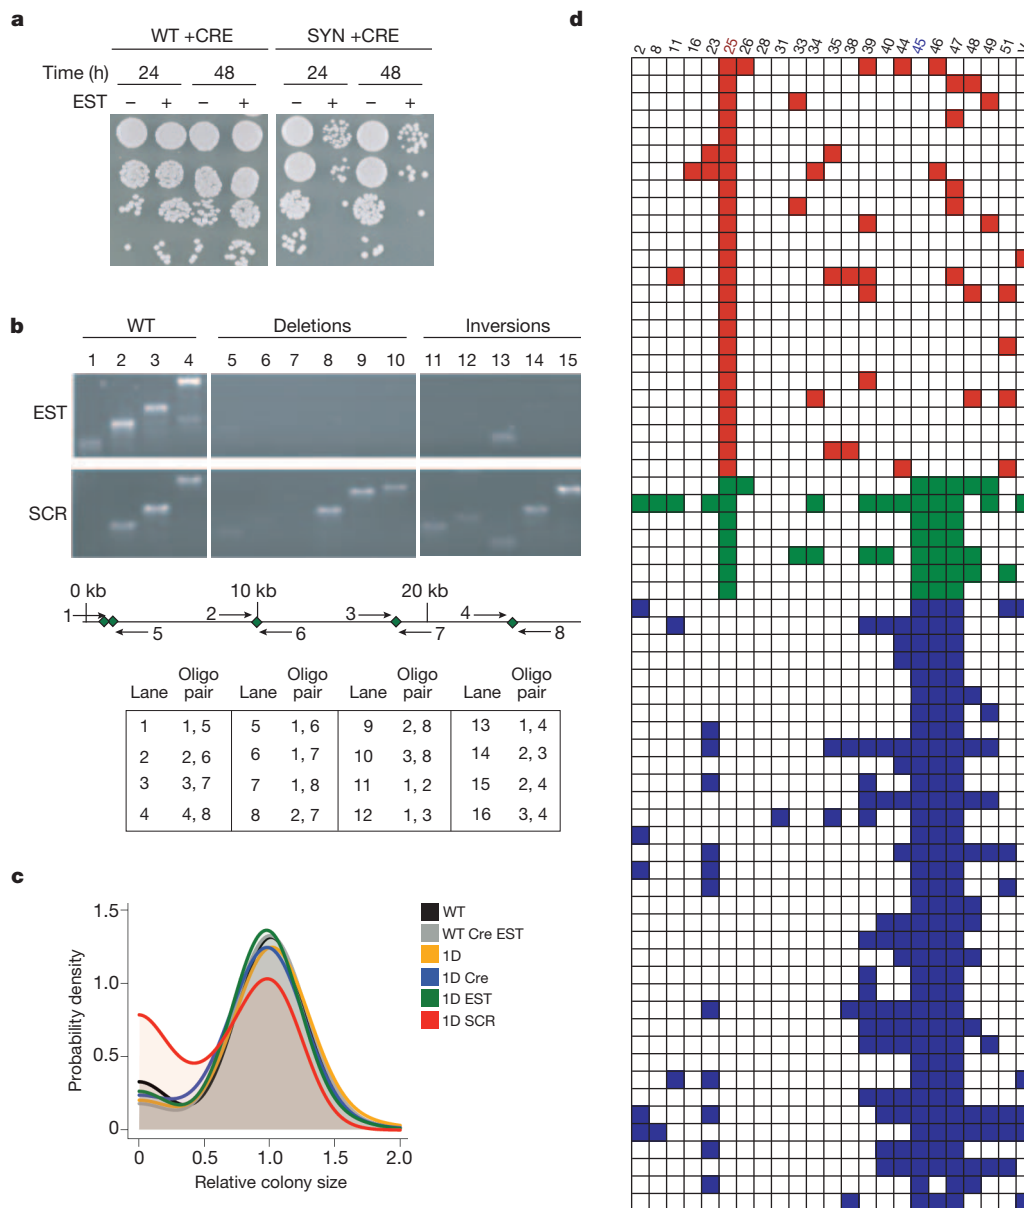 a
WT +CRE SYN +CRE
Time (h) 24 48 24 48
EST − + − + − + − +
b
WT Deletions Inversions
1 2 3 4 5 6 7 8 9 10 11 12 13 14 15
EST
SCR
0 kb 10 kb 20 kb
1 2 3 4
5 6 7 8
Lane Oligo pair Lane Oligo pair Lane Oligo pair Lane Oligo pair
1 1, 5 5 1, 6 9 2, 8 13 1, 4
2 2, 6 6 1, 7 10 3, 8 14 2, 3
3 3, 7 7 1, 8 11 1, 2 15 2, 4
4 4, 8 8 2, 7 12 1, 3 16 3, 4
c
Probability density
1.5
1.0
0.5
0
0 0.5 1.0 1.5 2.0
Relative colony size
WT
WT Cre EST
1D
1D Cre
1D EST
1D SCR
d
2 8 11 16 23 25 26 28 31 33 34 35 38 39 40 44 45 46 47 48 49 51